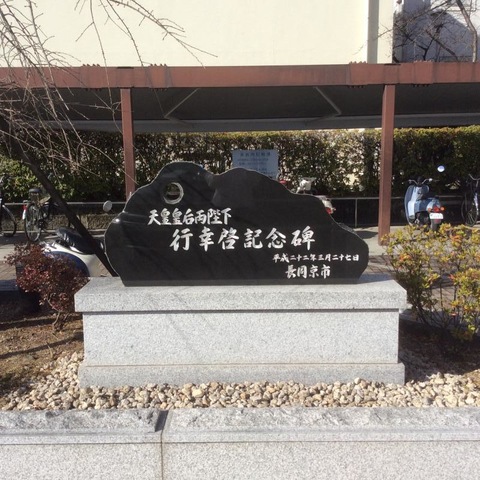 天皇皇后両陛下
行幸啓記念碑
平成二十二年三月二十七日
長岡京市